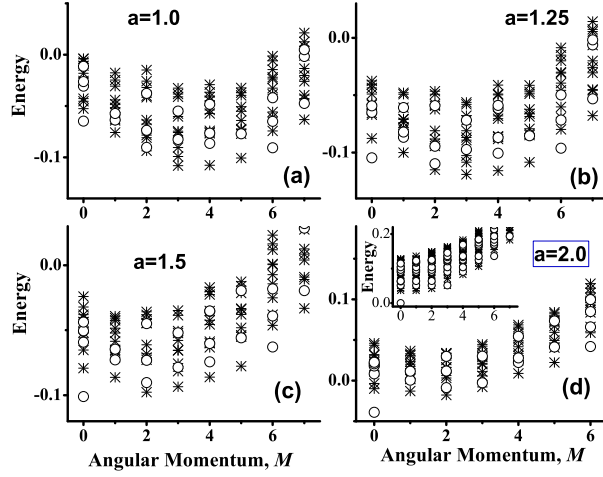 a=1.0
Energy
0.0
-0.1
0 2 4 6
(a)
a=1.25
0.0
-0.1
0 2 4 6
(b)
a=1.5
Energy
0.0
-0.1
0 2 4 6
(c)
Angular Momentum, M
a=2.0
Energy
0.2
0.0
0 2 4 6
0.1
0.0
0 2 4 6
(d)
Angular Momentum, M